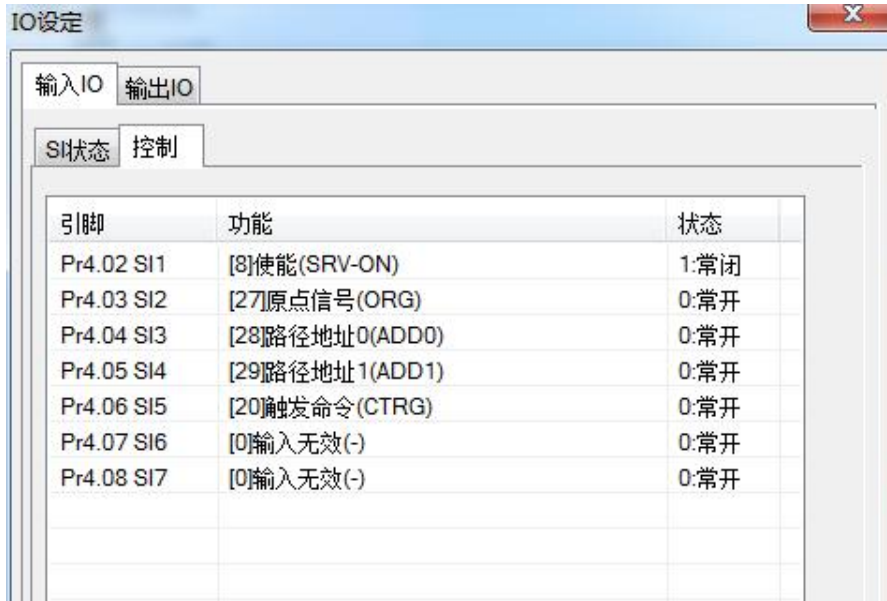 IO设定
输入IO 输出IO
SI状态 控制
引脚 功能 状态
Pr4.02 SI1 [8]使能(SRV-ON) 1:常闭
Pr4.03 SI2 [27]原点信号(ORG) 0:常开
Pr4.04 SI3 [28]路径地址0(ADD0) 0:常开
Pr4.05 SI4 [29]路径地址1(ADD1) 0:常开
Pr4.06 SI5 [20]触发命令(CTRG) 0:常开
Pr4.07 SI6 [0]输入无效(-) 0:常开
Pr4.08 SI7 [0]输入无效(-) 0:常开